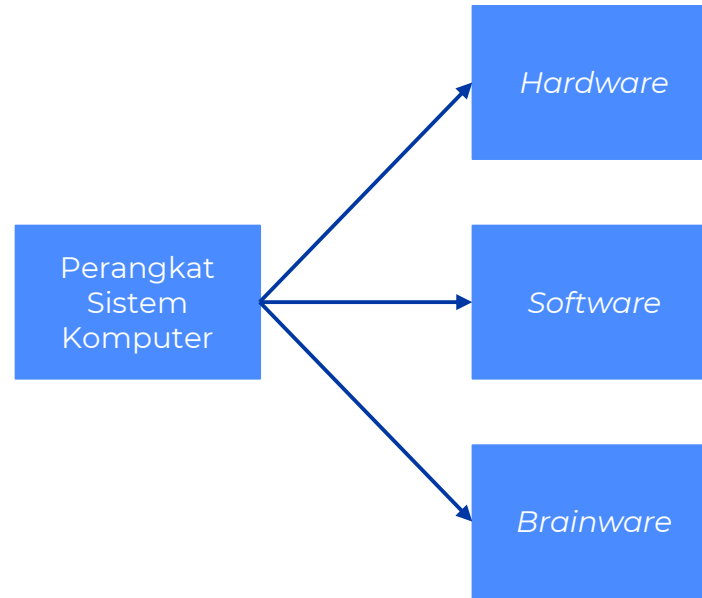 Hardware
Perangkat
Sistem
Komputer
Software
Brainware